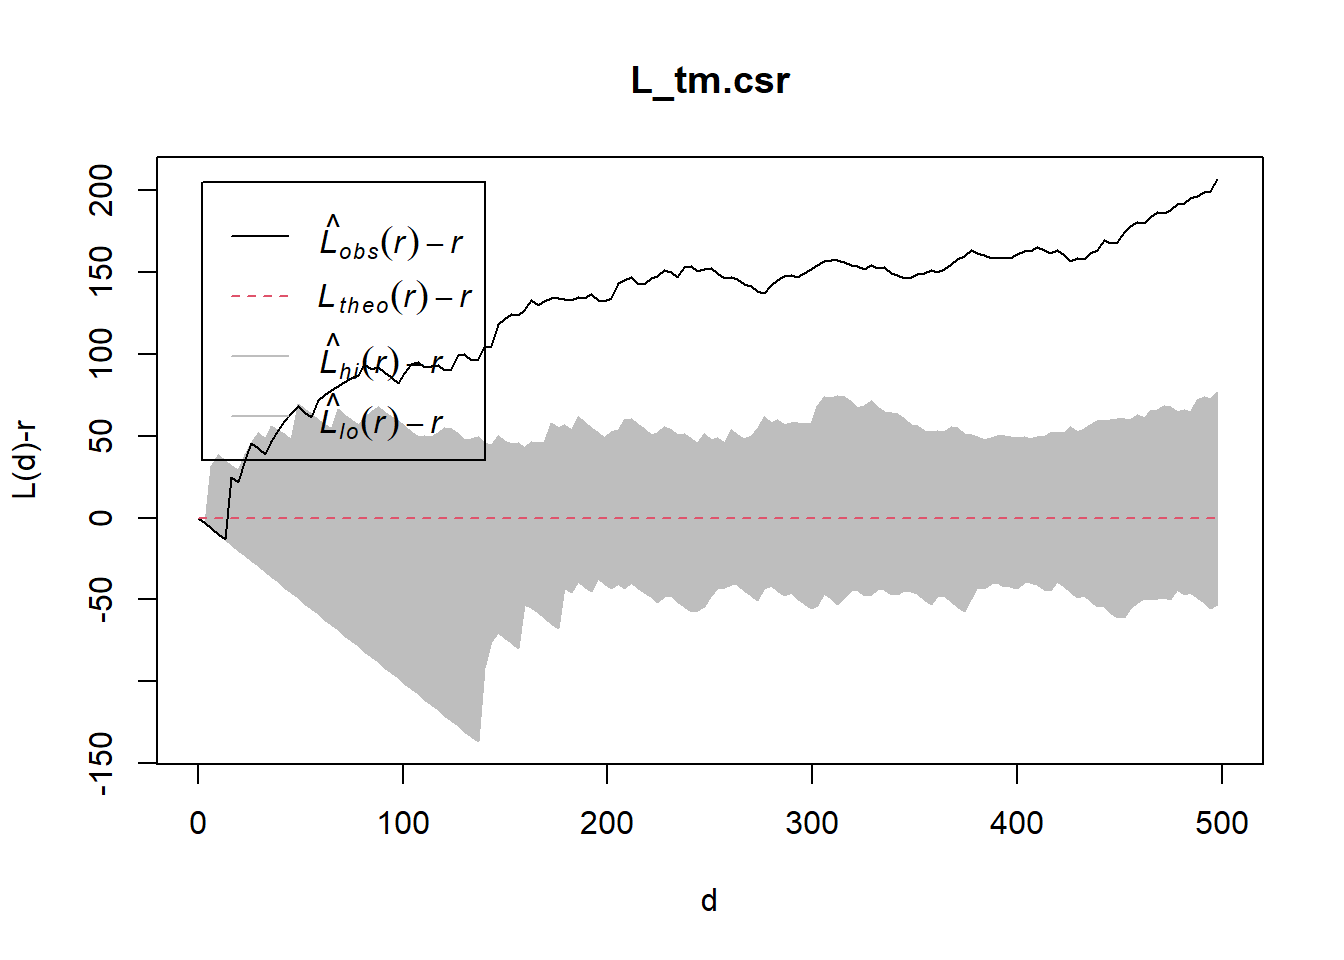 L_tm.csr
L̂obs(r) − r
Ltheo(r) − r
L̂hi(r) − r
L̂lo(r) − r
200
150
100
50
0
-50
-150
L(d)-r
0 100 200 300 400 500
d